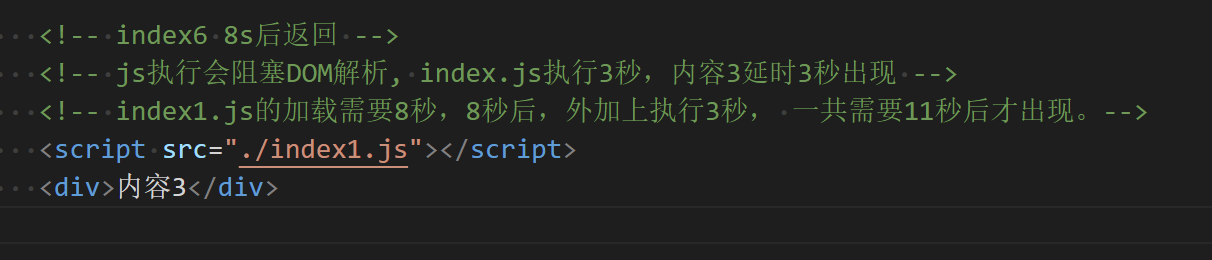 <!-- index6 8s后返回 -->
<!-- js执行会阻塞DOM解析, index.js执行3秒，内容3延时3秒出现 -->
<!-- index1.js的加载需要8秒，8秒后，外加上执行3秒， 一共需要11秒后才出现。-->
<script src="./index1.js"></script>
<div>内容3</div>